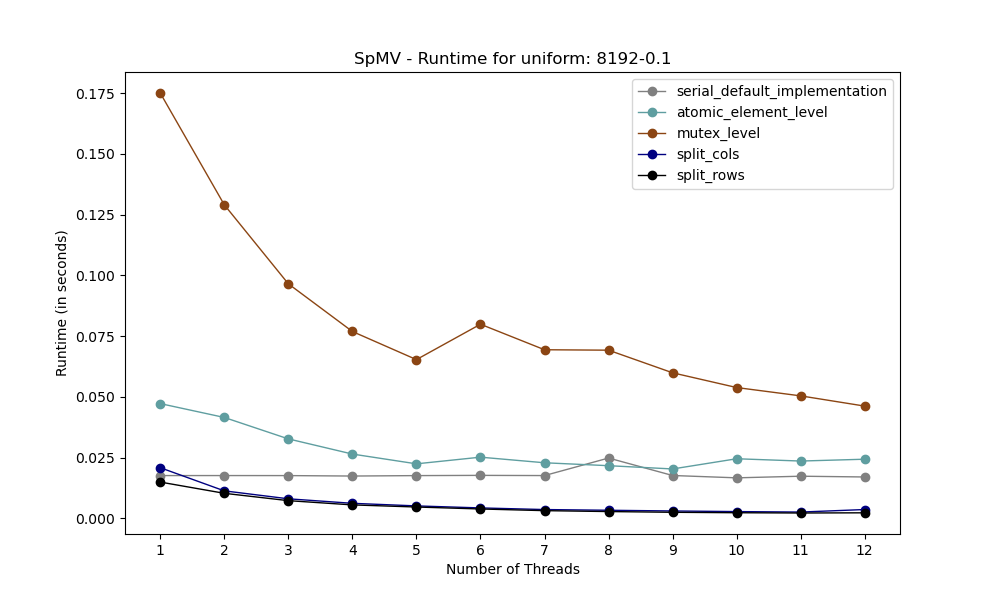 SpMV - Runtime for uniform: 8192-0.1
serial_default_implementation
atomic_element_level
mutex_level
split_cols
split_rows
Runtime (in seconds)
0.175
0.150
0.125
0.100
0.075
0.050
0.025
0.000
1 2 3 4 5 6 7 8 9 10 11 12
Number of Threads